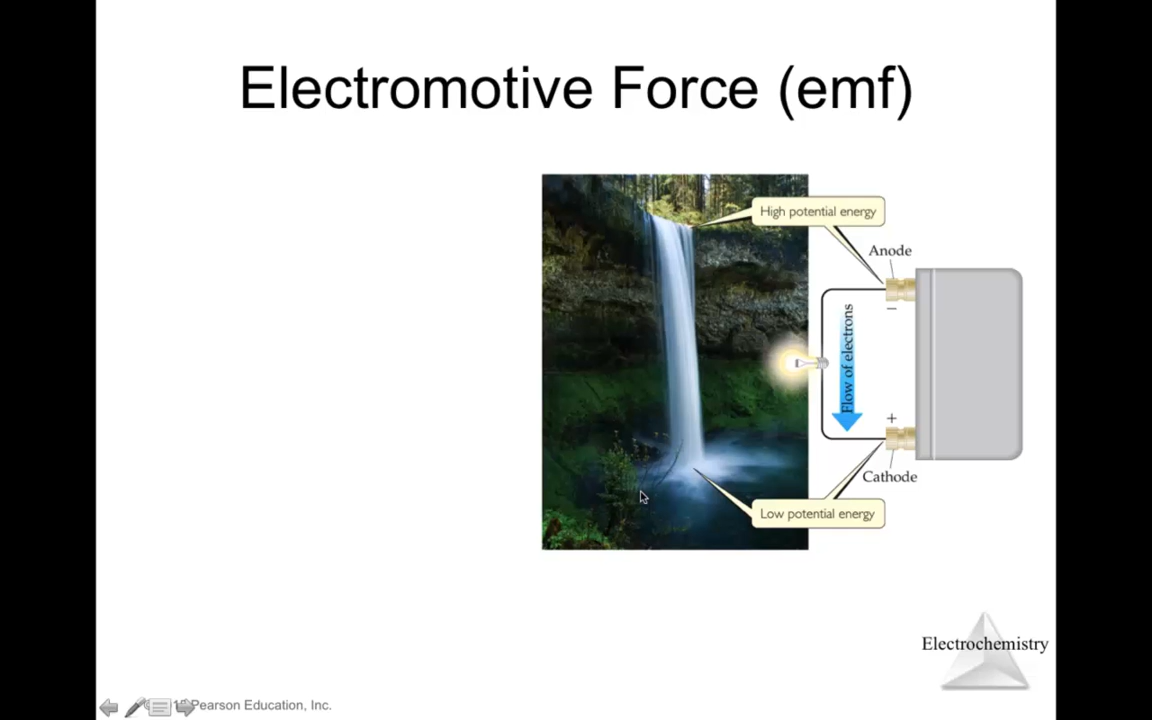 Electromotive Force (emf)
High potential energy
Anode
−
Flow of electrons
+
Cathode
Low potential energy
Electrochemistry
Pearson Education, Inc.